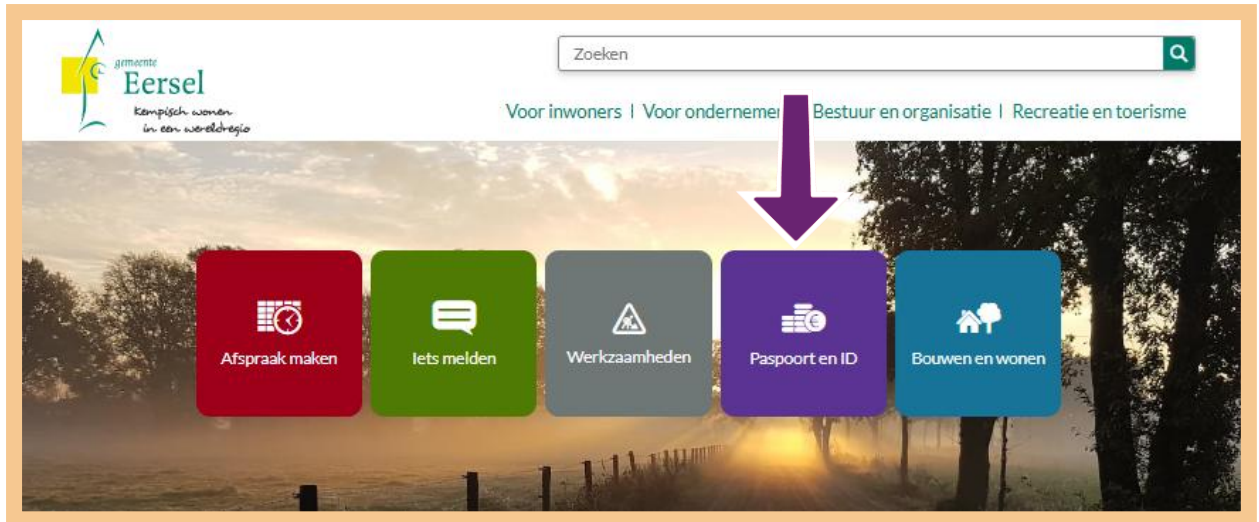 gemeente
Eersel
kempisch wonen
in een wereldregio
Zoeken
Voor inwoners | Voor ondernemer Bestuur en organisatie | Recreatie en toerisme
Afspraak maken
Iets melden
Werkzaamheden
Paspoort en ID
Bouwen en wonen